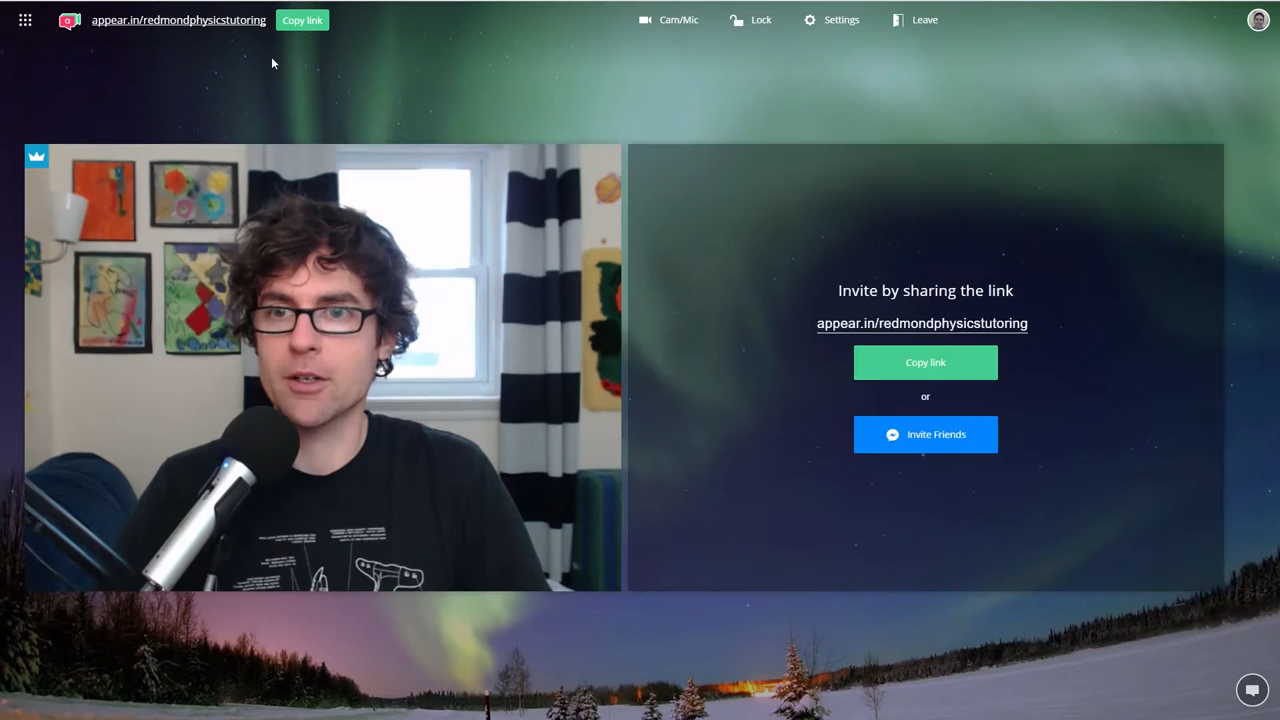 appear.in/redmondphysicstutoring Copy link Cam/Mic Lock Settings Leave
Invite by sharing the link
appear.in/redmondphysicstutoring
Copy link
or
Invite Friends